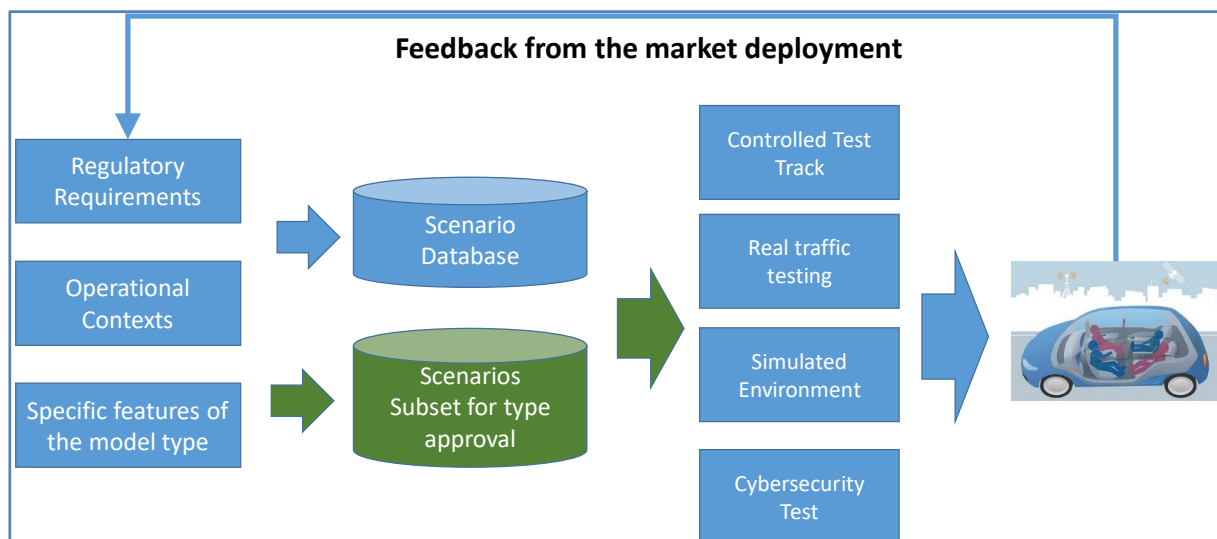 Feedback from the market deployment
Regulatory
Requirements
Operational
Contexts
Specific features of
the model type
Scenario
Database
Scenarios
Subset for type
approval
Controlled Test
Track
Real traffic
testing
Simulated
Environment
Cybersecurity
Test